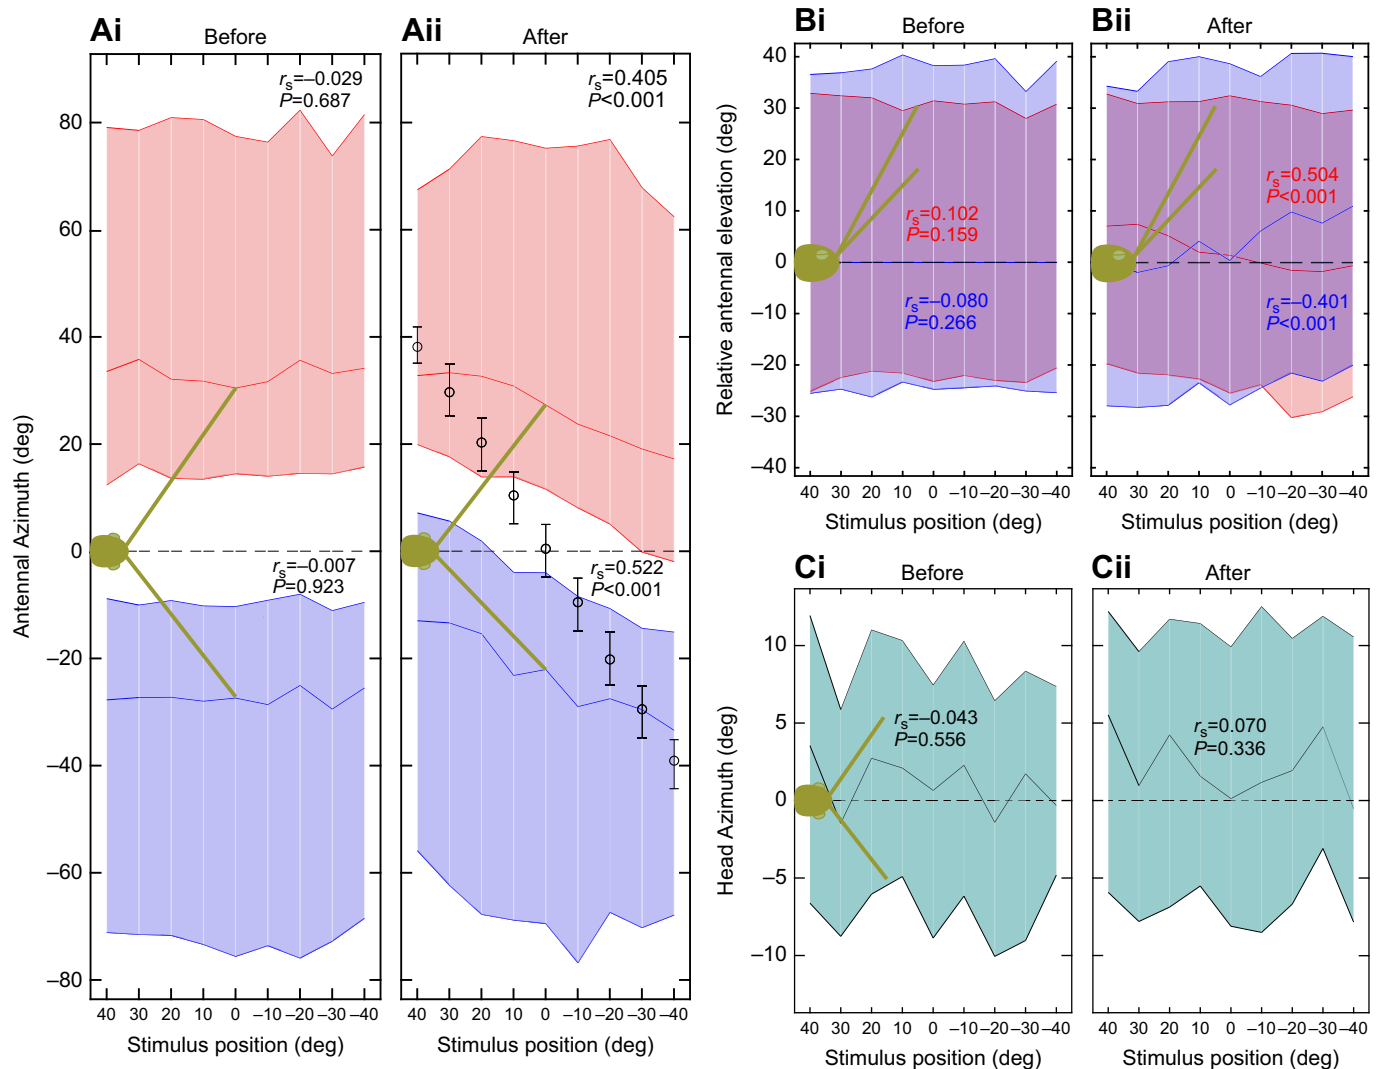 Ai
Before
Aii
After
Bi
Before
Bii
After
rs=–0.029
P=0.687
rs=0.405
P<0.001
80
60
40
20
0
–20
–40
–60
–80
Antennal Azimuth (deg)
rs=–0.007
P=0.923
rs=0.522
P<0.001
40 30 20 10 0 –10 –20 –30 –40
40 30 20 10 0 –10 –20 –30 –40
Stimulus position (deg)
Stimulus position (deg)
40
30
20
10
0
–10
–20
–30
–40
Relative antennal elevation (deg)
rs=0.102
P=0.159
rs=–0.080
P=0.266
rs=0.504
P<0.001
rs=–0.401
P<0.001
40 30 20 10 0 –10 –20 –30 –40
40 30 20 10 0 –10 –20 –30 –40
Stimulus position (deg)
Stimulus position (deg)
Ci
Before
Cii
After
10
5
0
–5
–10
Head Azimuth (deg)
rs=–0.043
P=0.556
rs=0.070
P=0.336
40 30 20 10 0 –10 –20 –30 –40
40 30 20 10 0 –10 –20 –30 –40
Stimulus position (deg)
Stimulus position (deg)